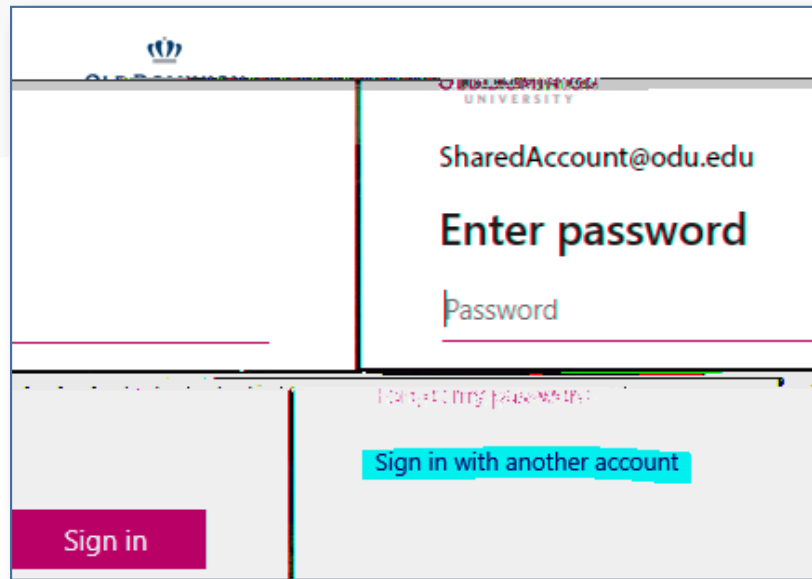 UNIVERSITY
SharedAccount@odu.edu
Enter password
Password
Sign in with another account
Sign in